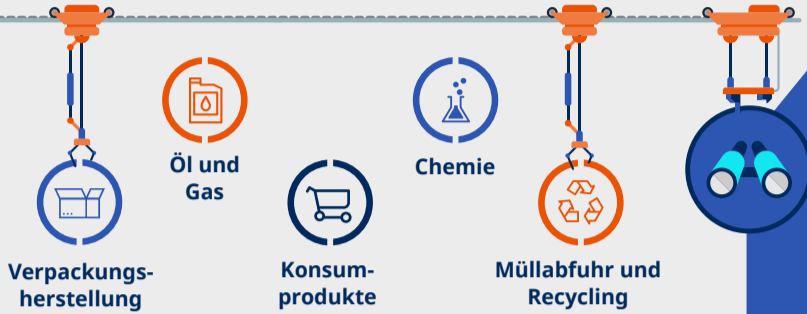 Verpackungs-
herstellung
Öl und
Gas
Konsum-
produkte
Chemie
Müllabfuhr und
Recycling